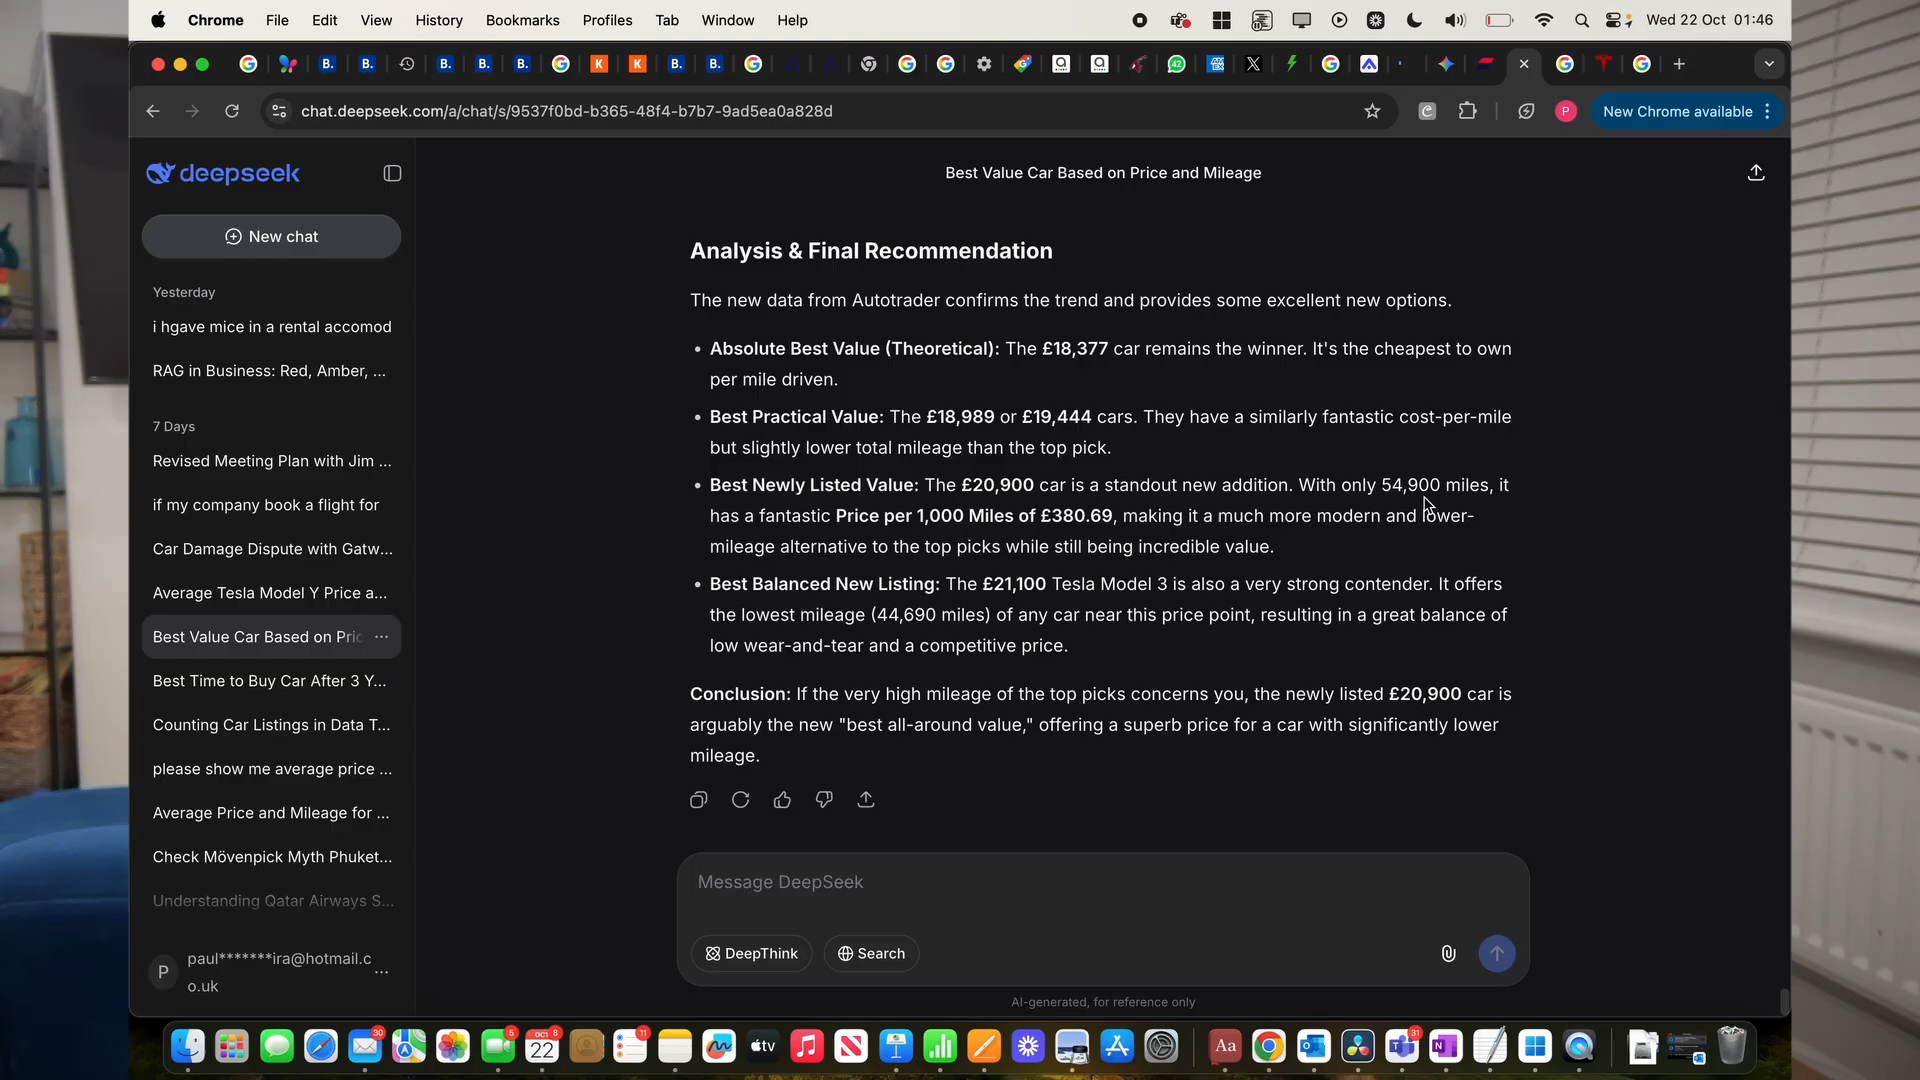 Chrome File Edit View History Bookmarks Profiles Tab Window Help Wed 22 Oct 01:46
chat.deepseek.com/a/chat/s/9537f0bd-b365-48f4-b7b7-9ad5ea0a828d
P
New Chrome available
deepseek
New chat
Yesterday
i hgave mice in a rental accomod
RAG in Business: Red, Amber, ...
7 Days
Revised Meeting Plan with Jim ...
if my company book a flight for
Car Damage Dispute with Gatw...
Average Tesla Model Y Price a...
Best Value Car Based on Pric
Best Time to Buy Car After 3 Y...
Counting Car Listings in Data T...
please show me average price ...
Average Price and Mileage for ...
Check Mövenpick Myth Phuket...
Understanding Qatar Airways S...
P
paul*******ira@hotmail.c
o.uk
Best Value Car Based on Price and Mileage
Analysis & Final Recommendation
The new data from Autotrader confirms the trend and provides some excellent new options.
• Absolute Best Value (Theoretical): The £18,377 car remains the winner. It's the cheapest to own
per mile driven.
• Best Practical Value: The £18,989 or £19,444 cars. They have a similarly fantastic cost-per-mile
but slightly lower total mileage than the top pick.
• Best Newly Listed Value: The £20,900 car is a standout new addition. With only 54,900 miles, it
has a fantastic Price per 1,000 Miles of £380.69, making it a much more modern and lower-
mileage alternative to the top picks while still being incredible value.
• Best Balanced New Listing: The £21,100 Tesla Model 3 is also a very strong contender. It offers
the lowest mileage (44,690 miles) of any car near this price point, resulting in a great balance of
low wear-and-tear and a competitive price.
Conclusion: If the very high mileage of the top picks concerns you, the newly listed £20,900 car is
arguably the new "best all-around value," offering a superb price for a car with significantly lower
mileage.
Message DeepSeek
DeepThink
Search
AI-generated, for reference only
30
5
OCT 8
22
11
tv
Aa
31